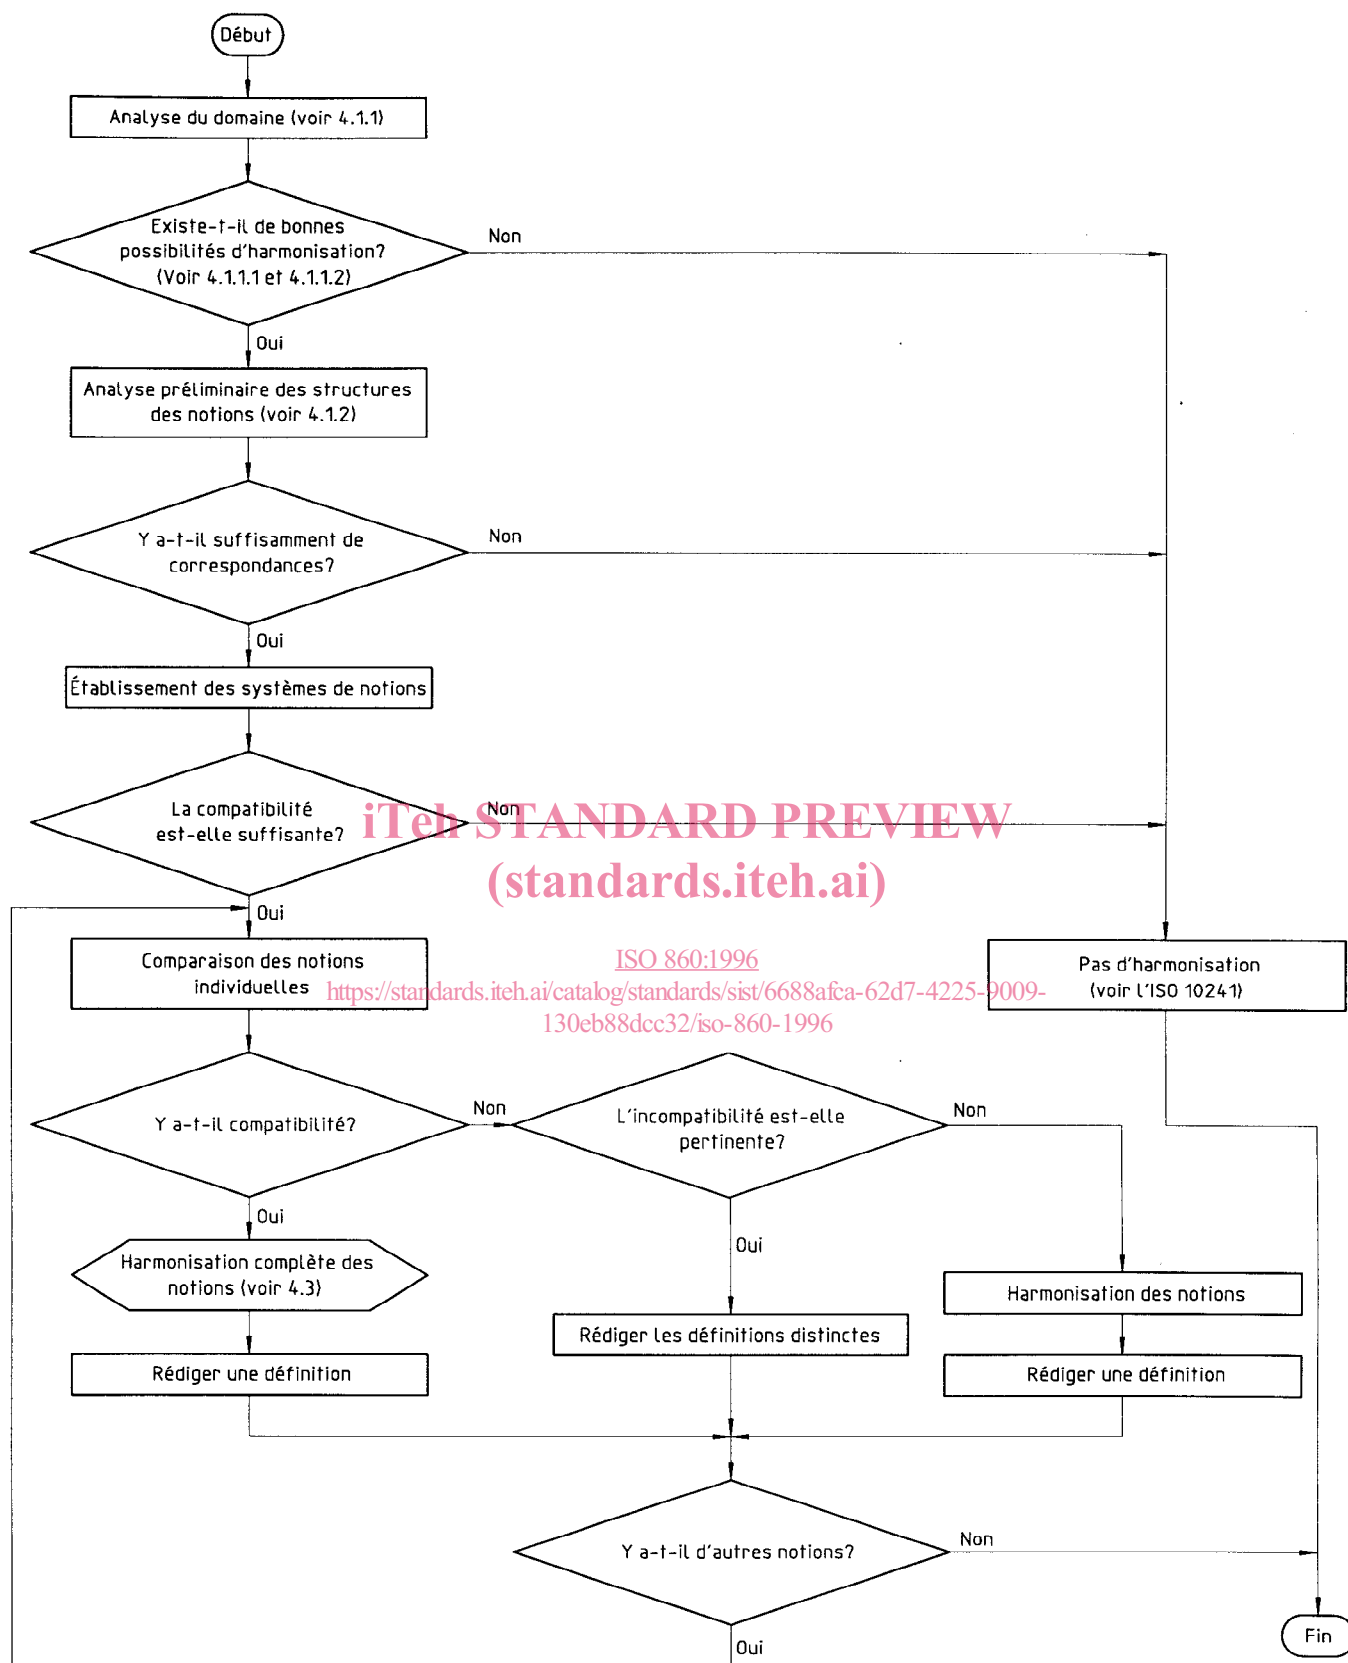 Début
Analyse du domaine (voir 4.1.1)
Existe-t-il de bonnes
possibilités d'harmonisation?
(Voir 4.1.1.1 et 4.1.1.2)
Non
Oui
Analyse préliminaire des structures
des notions (voir 4.1.2)
Y a-t-il suffisamment de
correspondances?
Non
Oui
Établissement des systèmes de notions
La compatibilité
est-elle suffisante?
Non
iTeh STANDARD PREVIEW
(standards.iteh.ai)
Oui
Comparaison des notions
individuelles
ISO 860:1996
https://standards.iteh.ai/catalog/standards/sist/6688afca-62d7-4225-9009-
130eb88dcc32/iso-860-1996
Pas d'harmonisation
(voir l'ISO 10241)
Y a-t-il compatibilité?
Non
L'incompatibilité est-elle
pertinente?
Non
Oui
Oui
Harmonisation complète des
notions (voir 4.3)
Harmonisation des notions
Rédiger les définitions distinctes
Rédiger une définition
Rédiger une définition
Y a-t-il d'autres notions?
Non
Oui
Fin